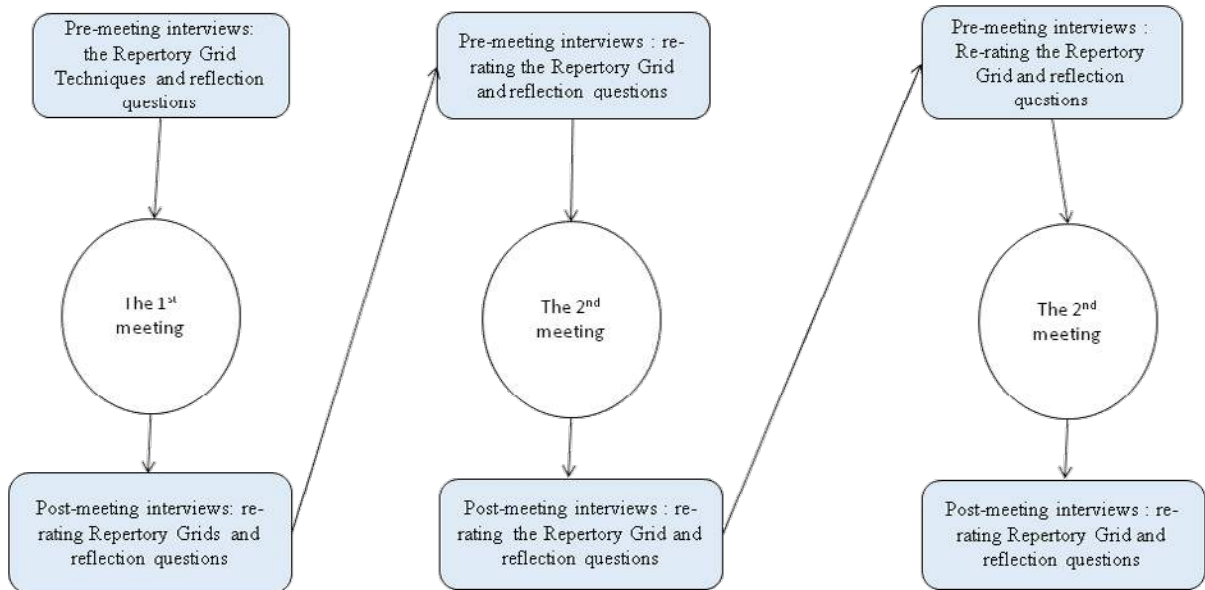 Pre-meeting interviews:
the Repertory Grid
Techniques and reflection
questions
The 1st
meeting
Post-meeting interviews: re-
rating Repertory Grids and
reflection questions
Pre-meeting interviews : re-
rating the Repertory Grid
and reflection questions
The 2nd
meeting
Post-meeting interviews : re-
rating the Repertory Grid and
reflection questions
Pre-meeting interviews :
Re-rating the Repertory
Grid and reflection
questions
The 2nd
meeting
Post-meeting interviews : re-
rating Repertory Grid and
reflection questions